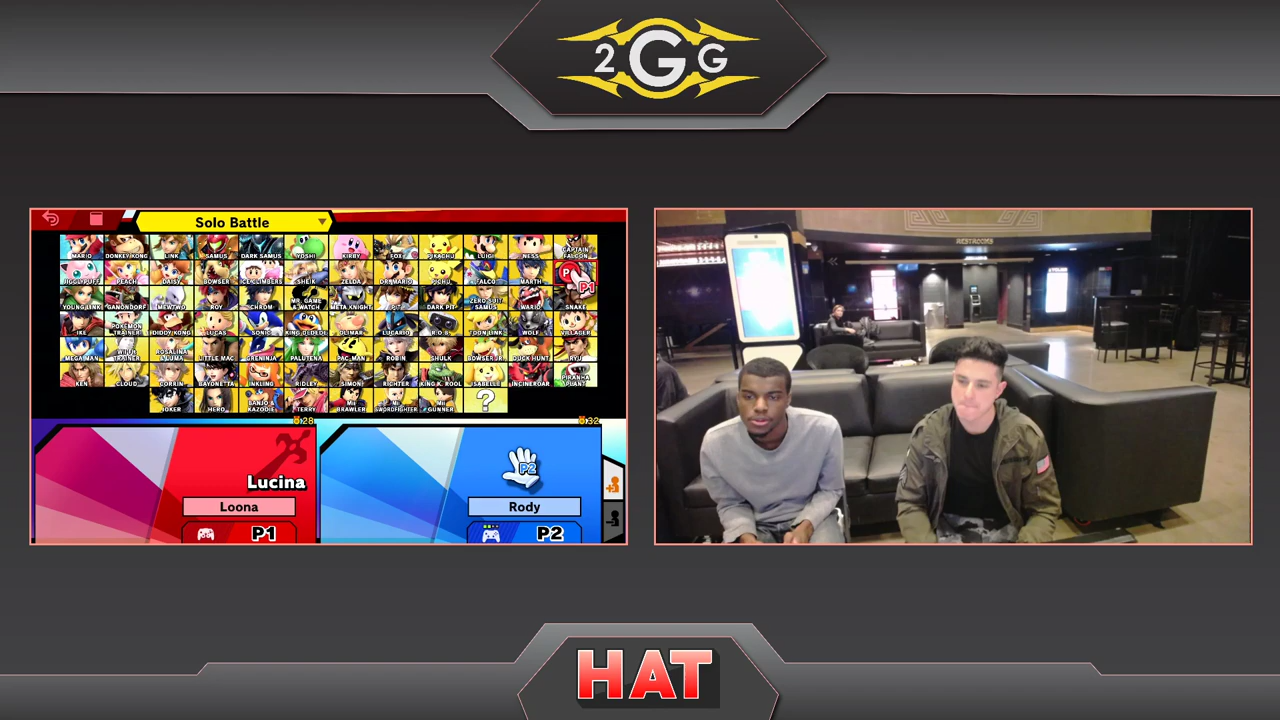 2GG
Solo Battle
MARIO DONKEY KONG LINK SAMUS DARK SAMUS YOSHI KIRBY FOX PIKACHU LUIGI NESS CAPTAIN FALCON
JIGGLYPUFF PEACH DAISY BOWSER ICE CLIMBERS SHEIK ZELDA DR. MARIO PICHU FALCO MARTH P1
YOUNG LINK GANONDORF MEWTWO ROY CHROM MR. GAME & WATCH META KNIGHT PIT DARK PIT ZERO SUIT SAMUS WARIO SNAKE
IKE POKÉMON TRAINER DIDDY KONG LUCAS SONIC KING DEDEDE OLIMAR LUCARIO R.O.B. TOON LINK WOLF VILLAGER
MEGA MAN WII FIT TRAINER ROSALINA & LUMA LITTLE MAC GRENINJA PALUTENA PAC-MAN ROBIN SHULK BOWSER JR. DUCK HUNT RYU
KEN CLOUD CORRIN BAYONETTA INKLING RIDLEY SIMON RICHTER KING K. ROOL ISABELLE INCINEROAR PIRANHA PLANT
JOKER HERO BANJO & KAZOOIE TERRY MII BRAWLER MII SWORDFIGHTER MII GUNNER ?
28
32
Lucina
P2
Loona
Rody
P1
P2
RESTROOMS
HAT